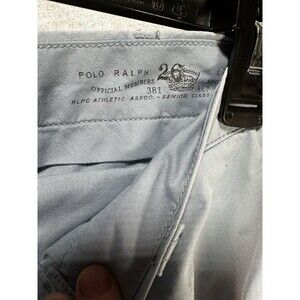 POLO RALPH 26
OFFICIAL MEMBERS
381
RLPC ATHLETIC ASSOC. - SENIOR CLASS